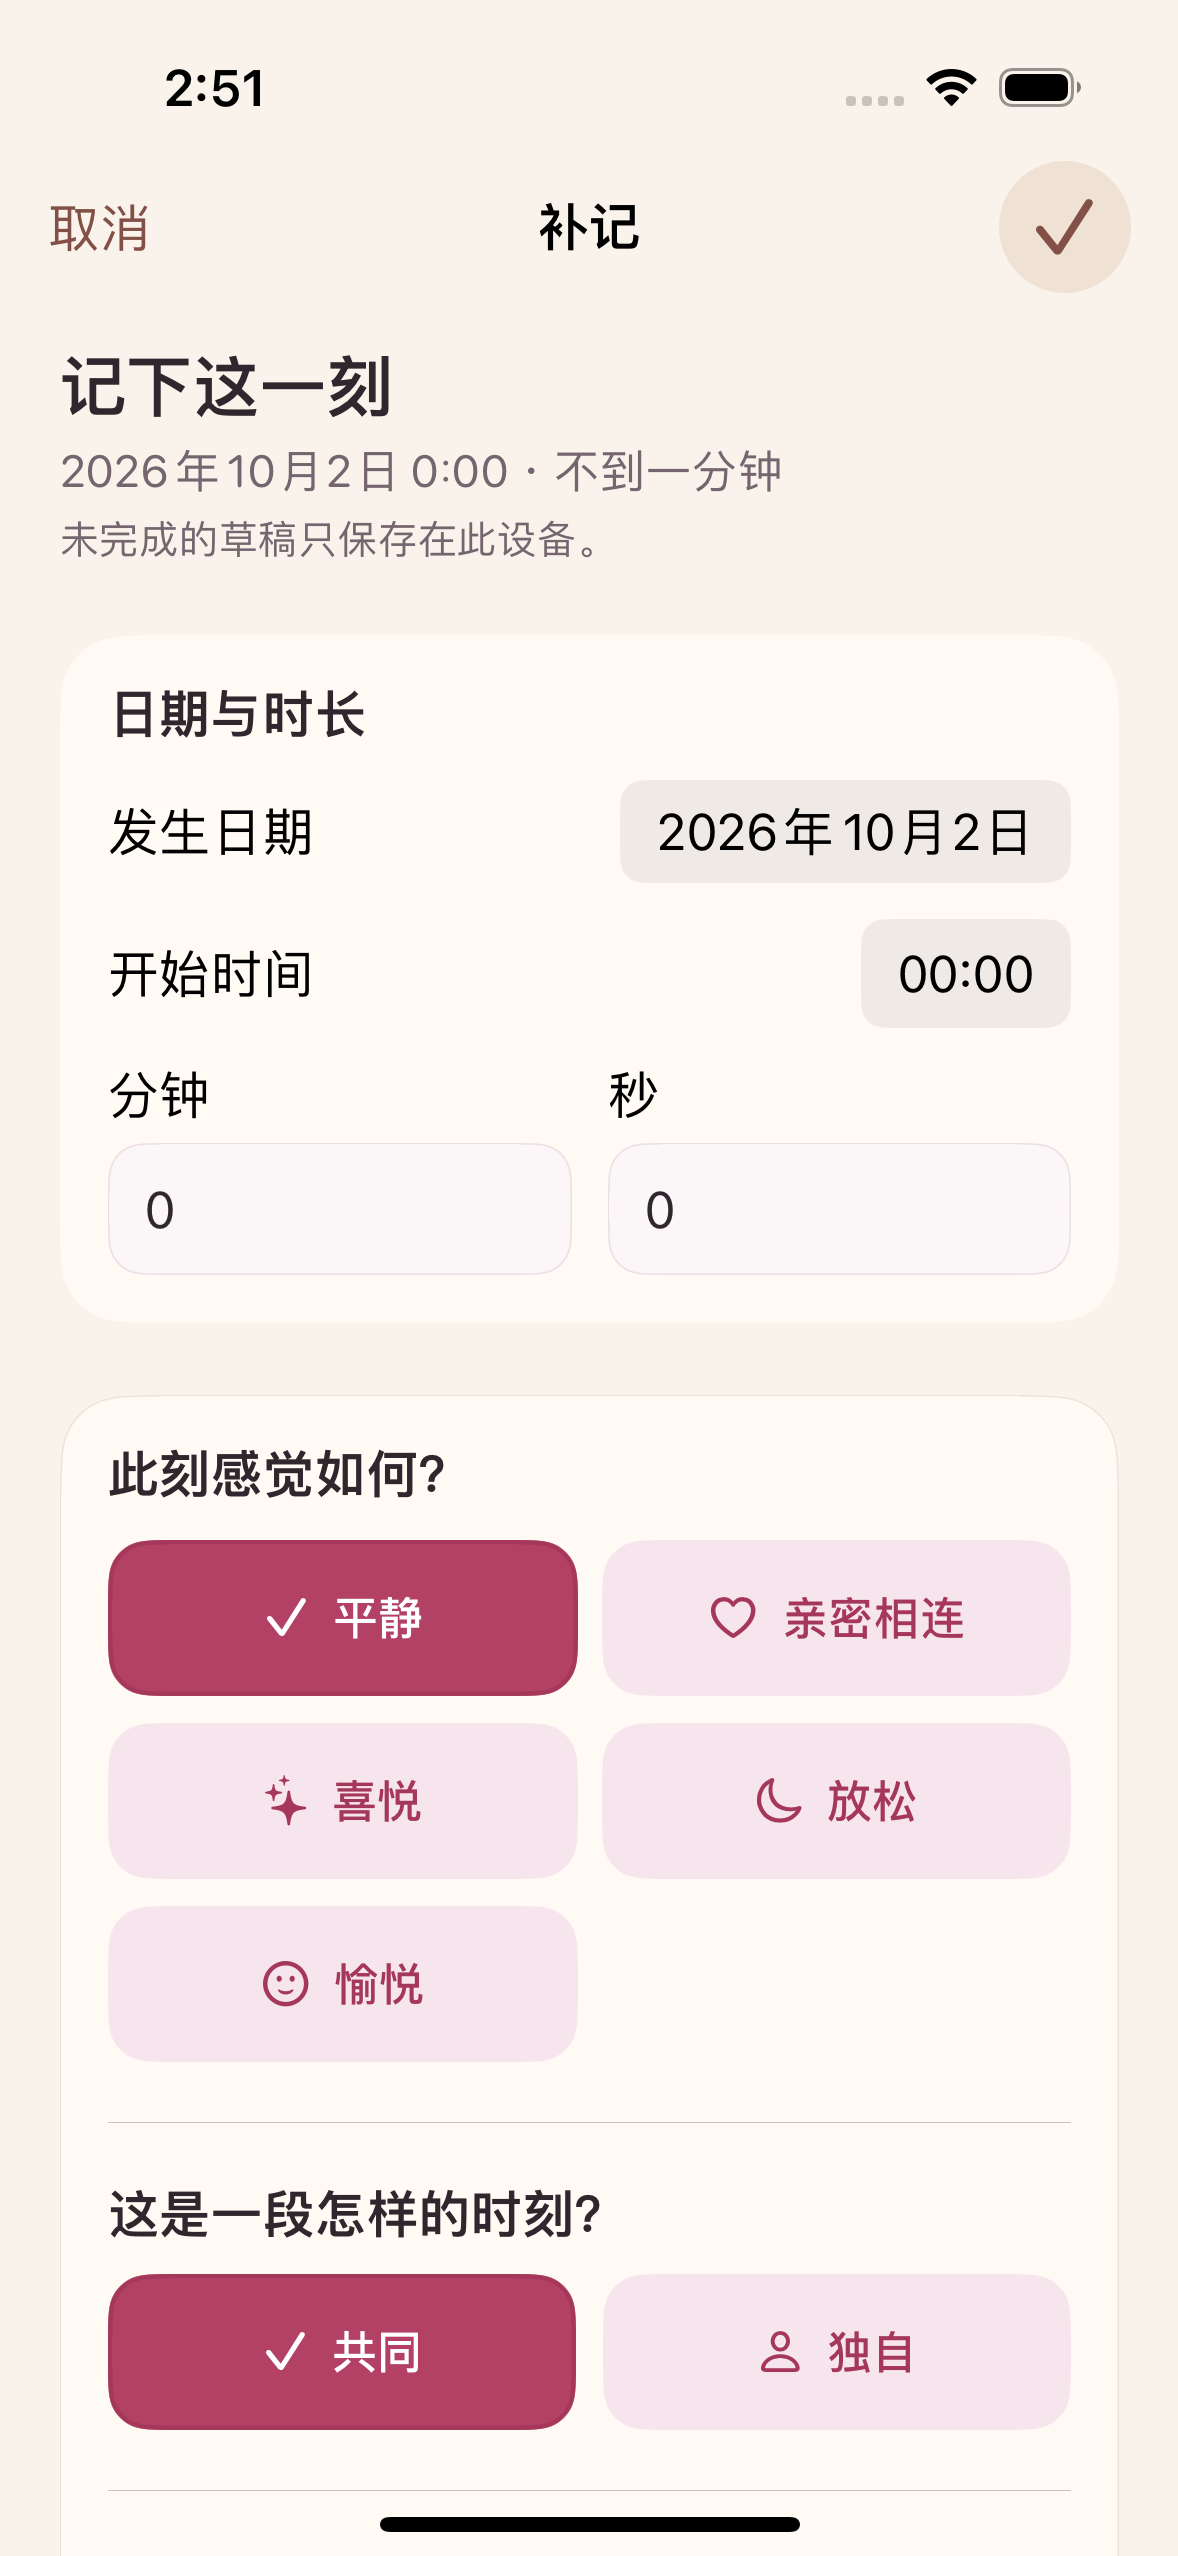 2:51
取消
补记
记下这一刻
2026年10月2日 0:00 · 不到一分钟
未完成的草稿只保存在此设备。
日期与时长
发生日期
2026年10月2日
开始时间
00:00
分钟
秒
0
0
此刻感觉如何?
平静
亲密相连
喜悦
放松
愉悦
这是一段怎样的时刻?
共同
独自